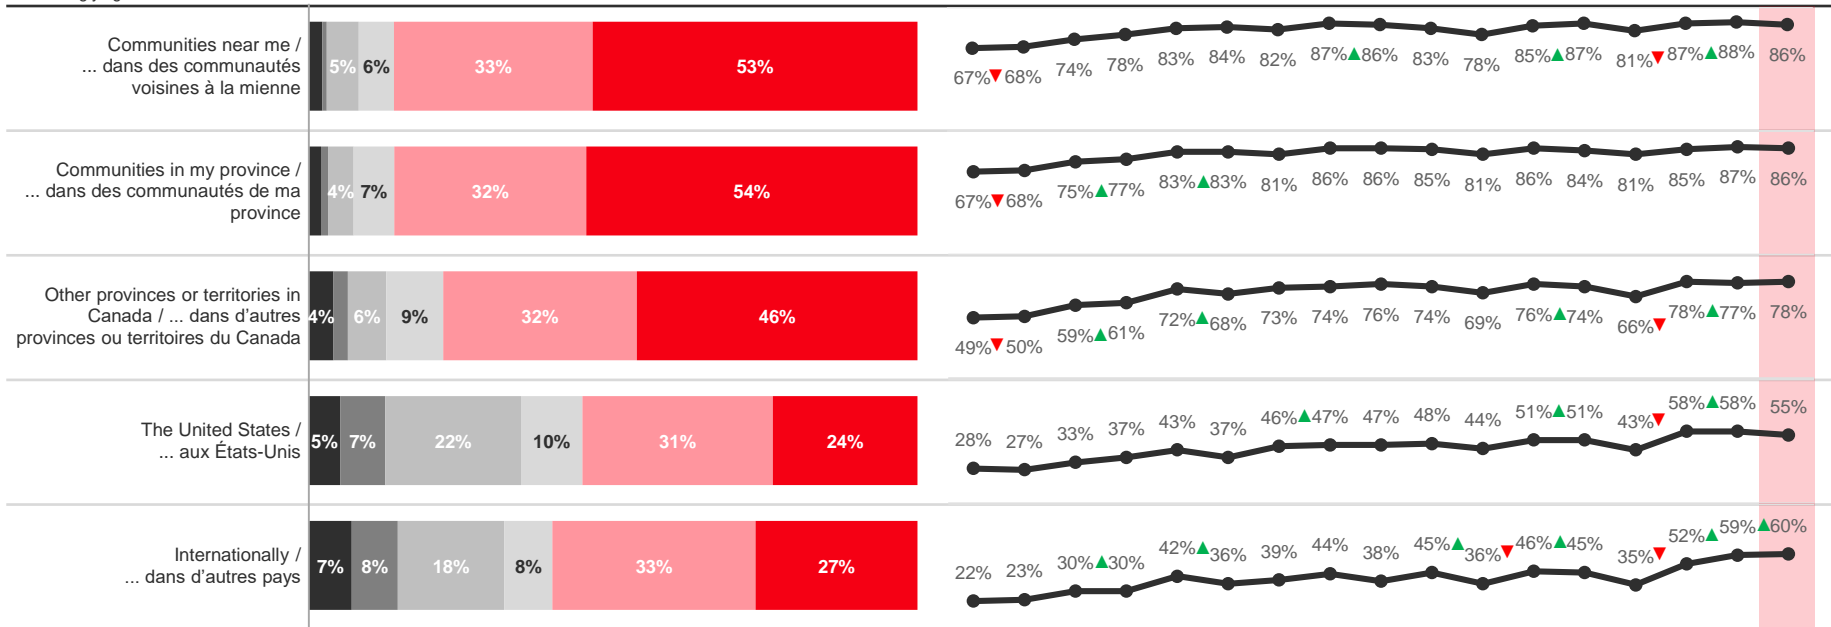 Communities near me /
... dans des communautés
voisines à la mienne
5% 6% 33% 53%
67%▼68% 74% 78% 83% 84% 82% 87%▲86% 83% 78% 85%▲87% 81%▼87%▲88% 86%
Communities in my province /
... dans des communautés de ma
province
4% 7% 32% 54%
67%▼68% 75%▲77% 83%▲83% 81% 86% 86% 85% 81% 86% 84% 81% 85% 87% 86%
Other provinces or territories in
Canada / ... dans d'autres
provinces ou territoires du Canada
4% 6% 9% 32% 46%
49%▼50% 59%▲61% 72%▲68% 73% 74% 76% 74% 69% 76%▲74% 66%▼78%▲77% 78%
The United States /
... aux États-Unis
5% 7% 22% 10% 31% 24%
28% 27% 33% 37% 43% 37% 46%▲47% 47% 48% 44% 51%▲51% 43%▼58%▲58% 55%
Internationally /
... dans d'autres pays
7% 8% 18% 8% 33% 27%
22% 23% 30%▲30% 42%▲36% 39% 44% 38% 45%▲36%▼46%▲45% 35%▼52%▲59%▲60%